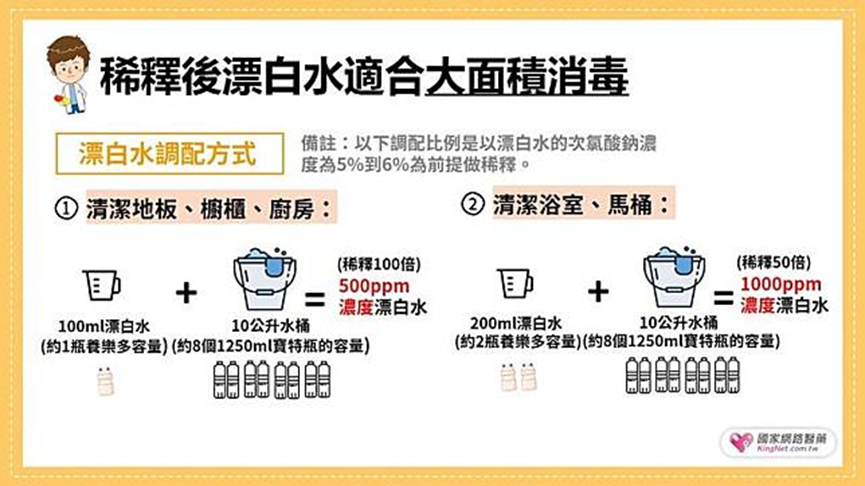 稀釋後漂白水適合大面積消毒
漂白水調配方式
備註：以下調配比例是以漂白水的次氯酸鈉濃
度為5%到6%為前提做稀釋。
① 清潔地板、櫥櫃、廚房：
100ml漂白水
(約1瓶養樂多容量)
+
10公升水桶
(約8個1250ml寶特瓶的容量)
=
(稀釋100倍)
500ppm
濃度漂白水
② 清潔浴室、馬桶：
200ml漂白水
(約2瓶養樂多容量)
+
10公升水桶
(約8個1250ml寶特瓶的容量)
=
(稀釋50倍)
1000ppm
濃度漂白水
國家網路醫藥
KingNet.com.tw